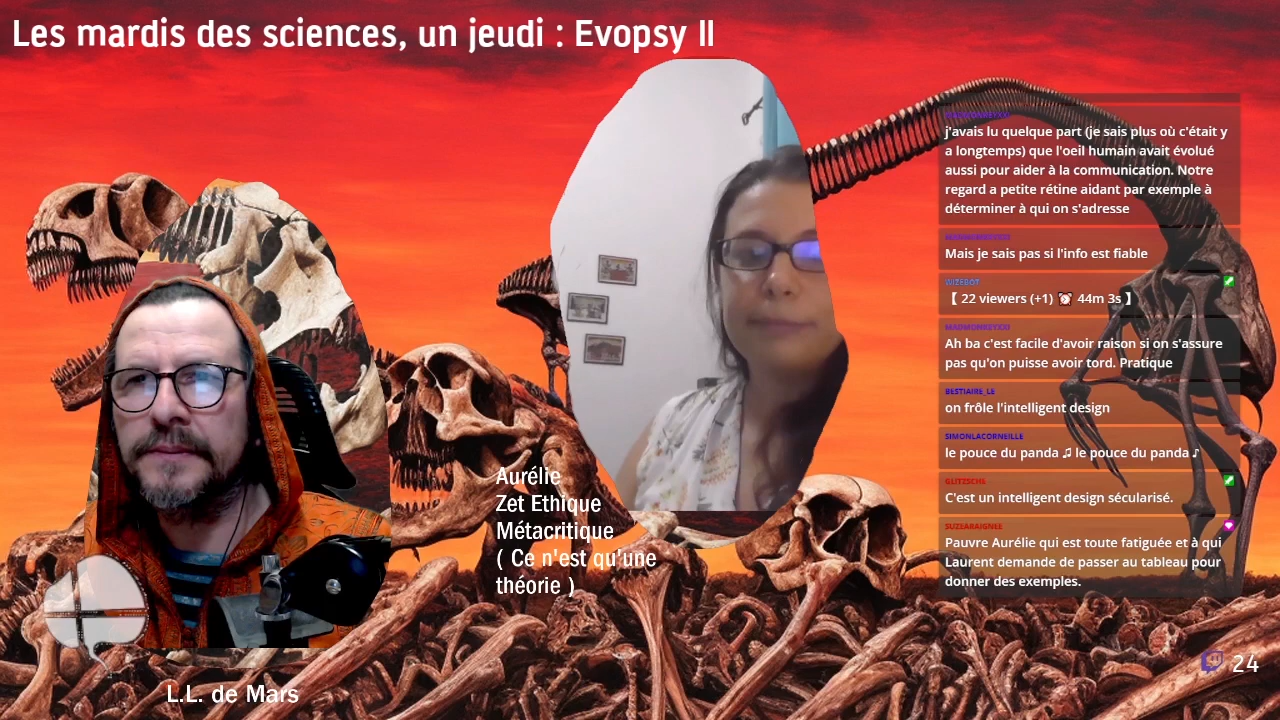 Les mardis des sciences, un jeudi : Evopsy II
j'avais lu quelque part (je sais plus où c'était y
a longtemps) que l'oeil humain avait évolué
aussi pour aider à la communication. Notre
regard a petite rétine aidant par exemple à
déterminer à qui on s'adresse
Mais je sais pas si l'info est fiable
WIZEBOT
【 22 viewers (+1) ⏰ 44m 3s 】
MADMONKEYXXI
Ah ba c'est facile d'avoir raison si on s'assure
pas qu'on puisse avoir tord. Pratique
BESTIAIRE_LE
on frôle l'intelligent design
SIMONLACORNEILLE
le pouce du panda ♫ le pouce du panda ♪
GLITZSCHE
C'est un intelligent design sécularisé.
SUZEARAIGNEE
Pauvre Aurélie qui est toute fatiguée et à qui
Laurent demande de passer au tableau pour
donner des exemples.
Aurélie
Zet Ethique
Métacritique
( Ce n'est qu'une
théorie )
24
L.L. de Mars